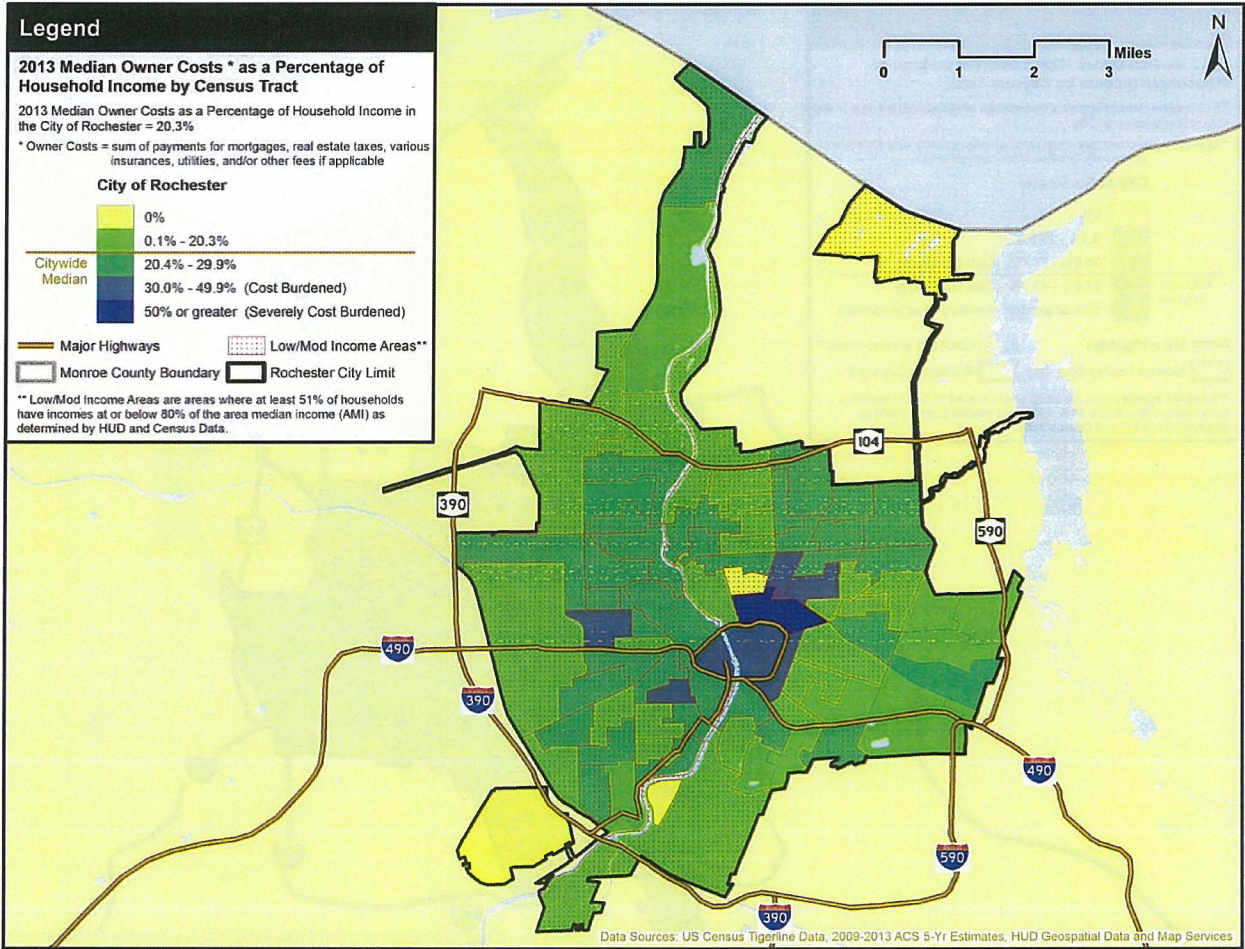 Legend
2013 Median Owner Costs * as a Percentage of
Household Income by Census Tract
2013 Median Owner Costs as a Percentage of Household Income in
the City of Rochester = 20.3%
* Owner Costs = sum of payments for mortgages, real estate taxes, various
insurances, utilities, and/or other fees if applicable
City of Rochester
0%
0.1% - 20.3%
Citywide
Median
20.4% - 29.9%
30.0% - 49.9% (Cost Burdened)
50% or greater (Severely Cost Burdened)
Major Highways
Low/Mod Income Areas**
Monroe County Boundary
Rochester City Limit
** Low/Mod Income Areas are areas where at least 51% of households
have incomes at or below 80% of the area median income (AMI) as
determined by HUD and Census Data.
N
Miles
0 1 2 3
104
390
590
490
390
490
590
390
Data Sources: US Census Tigerline Data, 2009-2013 ACS 5-Yr Estimates, HUD Geospatial Data and Map Services